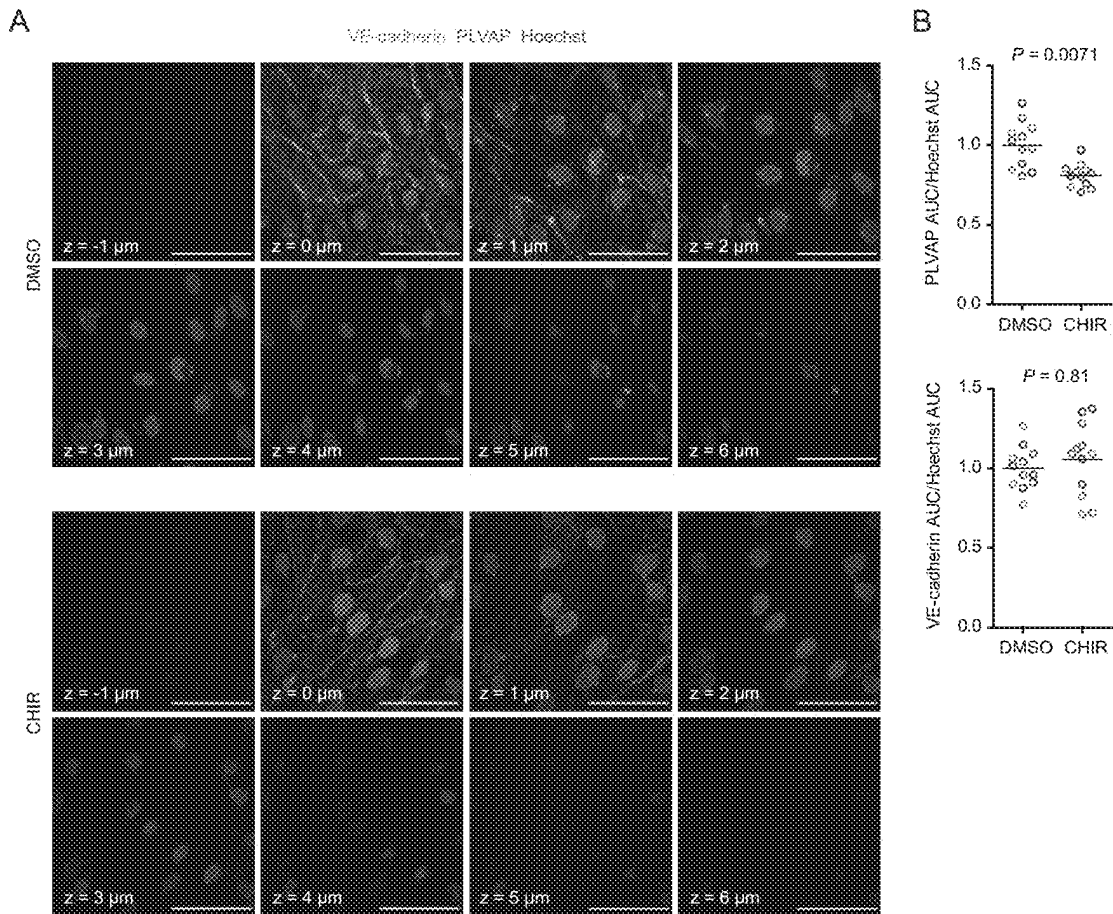 A
VE-cadherin PLVAP Hoechst
DMSO
z = -1 µm
z = 0 µm
z = 1 µm
z = 2 µm
z = 3 µm
z = 4 µm
z = 5 µm
z = 6 µm
CHIR
z = -1 µm
z = 0 µm
z = 1 µm
z = 2 µm
z = 3 µm
z = 4 µm
z = 5 µm
z = 6 µm
B
P = 0.0071
PLVAP AUC/Hoechst AUC
1.5
1.0
0.5
0.0
DMSO CHIR
P = 0.81
VE-cadherin AUC/Hoechst AUC
1.5
1.0
0.5
0.0
DMSO CHIR